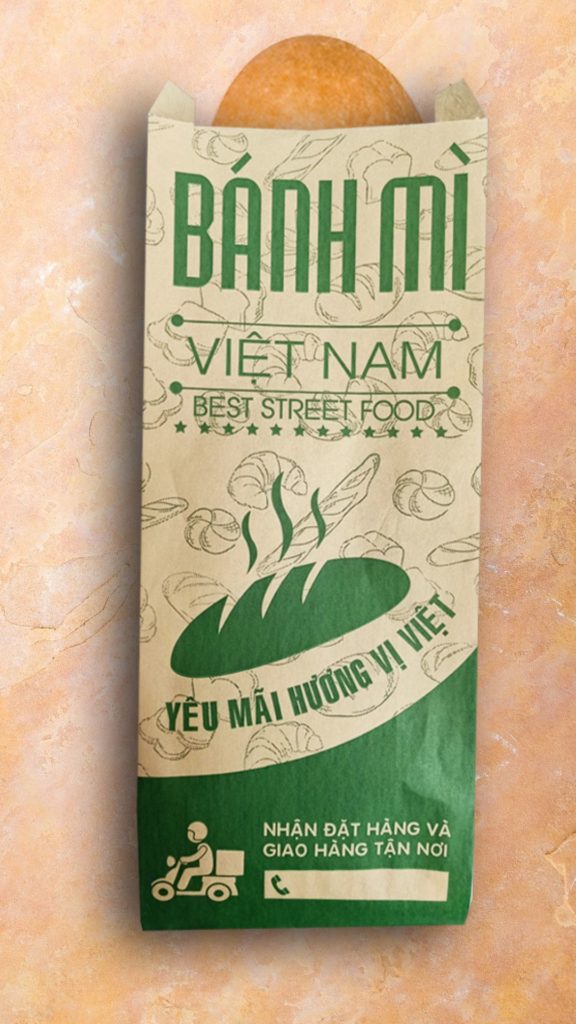 BÁNH MÌ
VIỆT NAM
BEST STREET FOOD
YÊU MÃI HƯƠNG VỊ VIỆT
NHẬN ĐẶT HÀNG VÀ
GIAO HÀNG TẬN NƠI